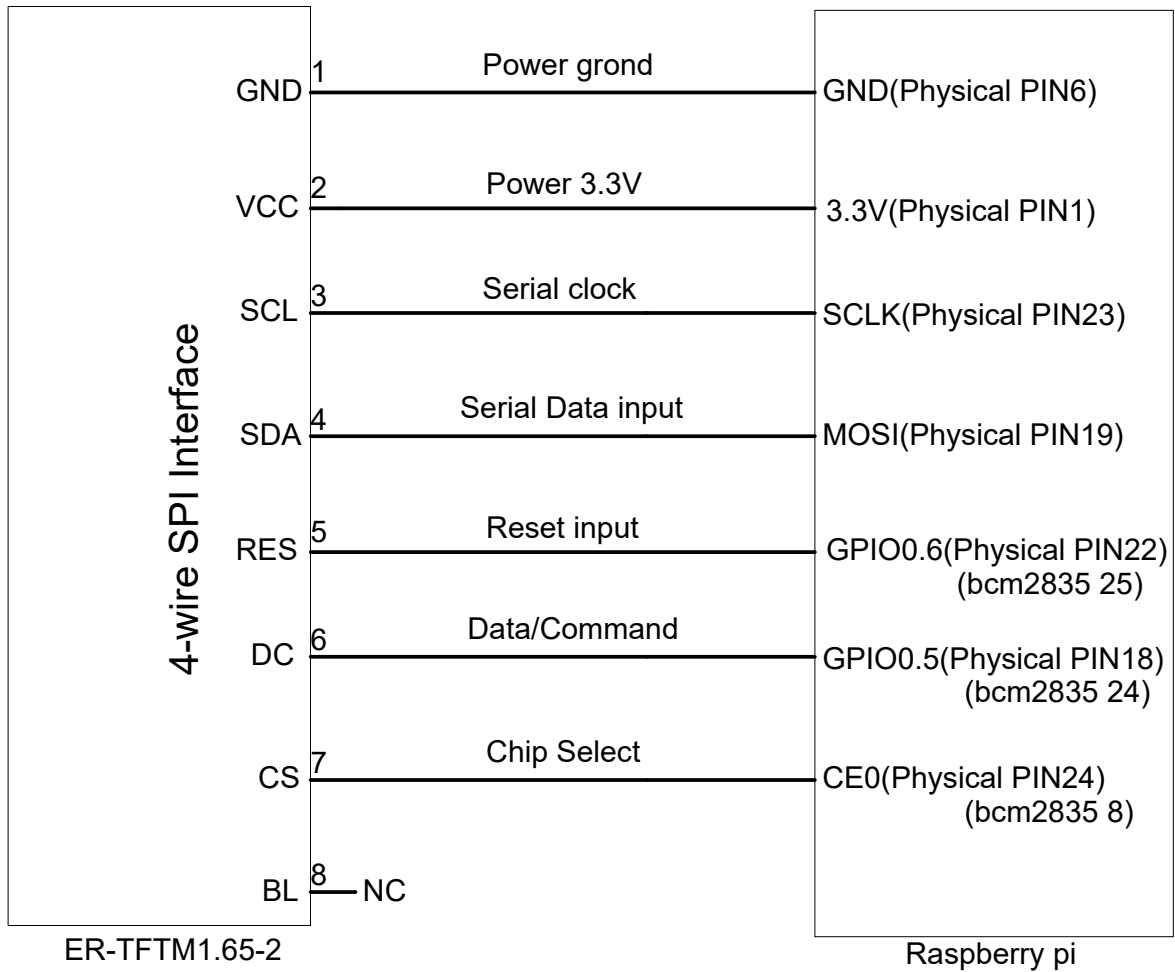 4-wire SPI Interface
GND 1 Power grond GND(Physical PIN6)
VCC 2 Power 3.3V 3.3V(Physical PIN1)
SCL 3 Serial clock SCLK(Physical PIN23)
SDA 4 Serial Data input MOSI(Physical PIN19)
RES 5 Reset input GPIO0.6(Physical PIN22)
(bcm2835 25)
DC 6 Data/Command GPIO0.5(Physical PIN18)
(bcm2835 24)
CS 7 Chip Select CE0(Physical PIN24)
(bcm2835 8)
BL 8 NC
ER-TFTM1.65-2
Raspberry pi